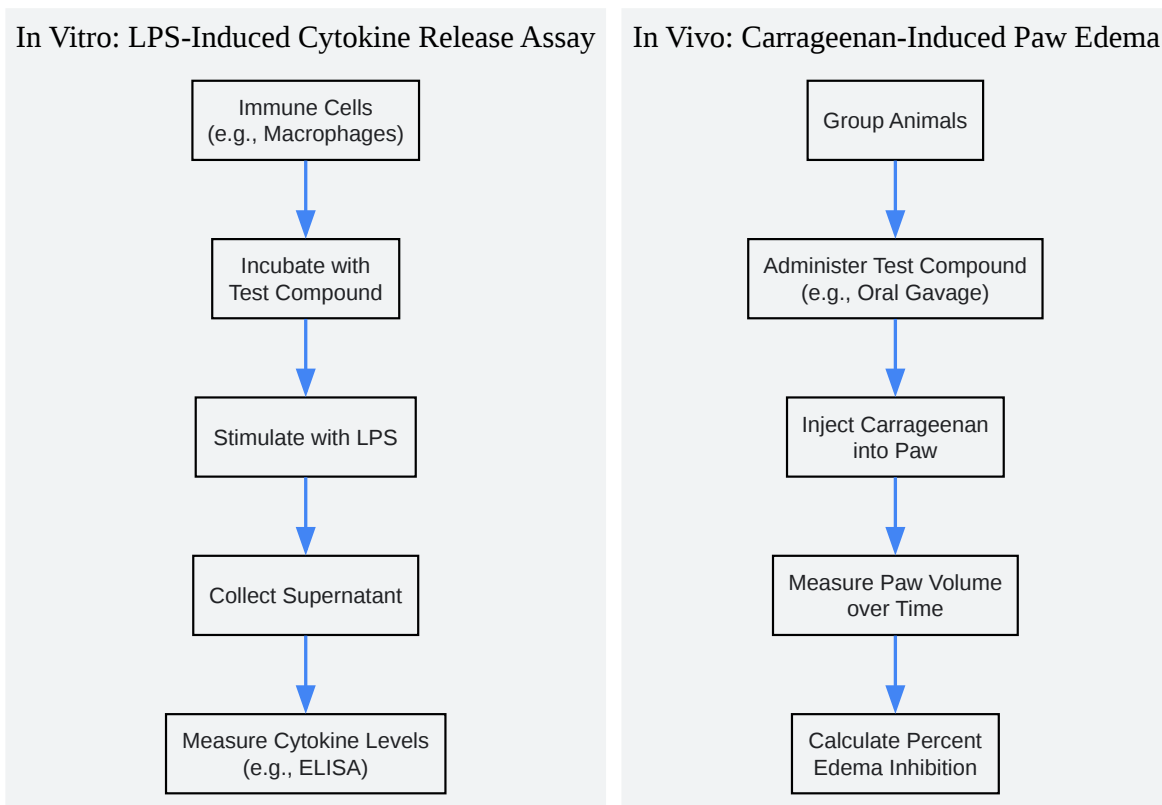 In Vitro: LPS-Induced Cytokine Release Assay
Immune Cells
(e.g., Macrophages)
Incubate with
Test Compound
Stimulate with LPS
Collect Supernatant
Measure Cytokine Levels
(e.g., ELISA)
In Vivo: Carrageenan-Induced Paw Edema
Group Animals
Administer Test Compound
(e.g., Oral Gavage)
Inject Carrageenan
into Paw
Measure Paw Volume
over Time
Calculate Percent
Edema Inhibition